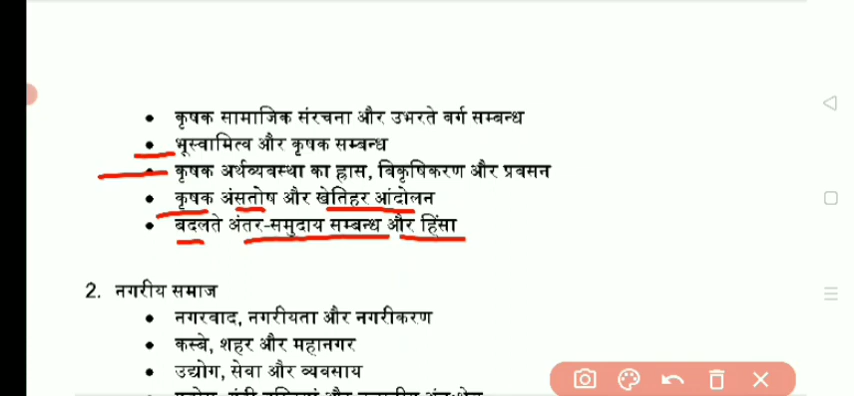 • कृषक सामाजिक संरचना और उभरते वर्ग सम्बन्ध
• भूस्वामित्व और कृषक सम्बन्ध
• कृषक अर्थव्यवस्था का ह्रास, विकृषिकरण और प्रवसन
• कृषक अंसतोष और खेतिहर आंदोलन
• बदलते अंतर-समुदाय सम्बन्ध और हिंसा
2. नगरीय समाज
• नगरवाद, नगरीयता और नगरीकरण
• कस्बे, शहर और महानगर
• उद्योग, सेवा और व्यवसाय